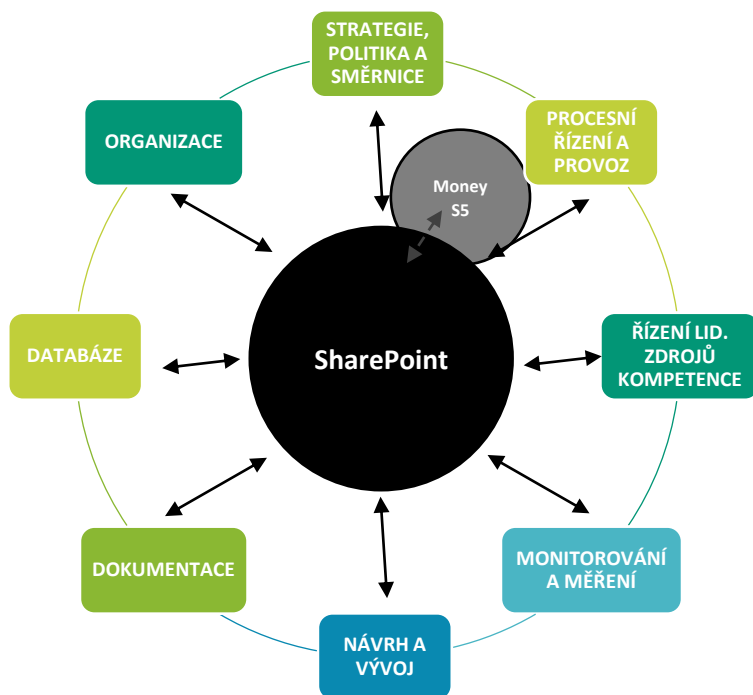 STRATEGIE,
POLITIKA A
SMĚRNICE
PROCESNÍ
ŘÍZENÍ A
PROVOZ
ORGANIZACE
Money
S5
DATABÁZE
SharePoint
ŘÍZENÍ LID.
ZDROJŮ
KOMPETENCE
DOKUMENTACE
MONITOROVÁNÍ
A MĚŘENÍ
NÁVRH A
VÝVOJ